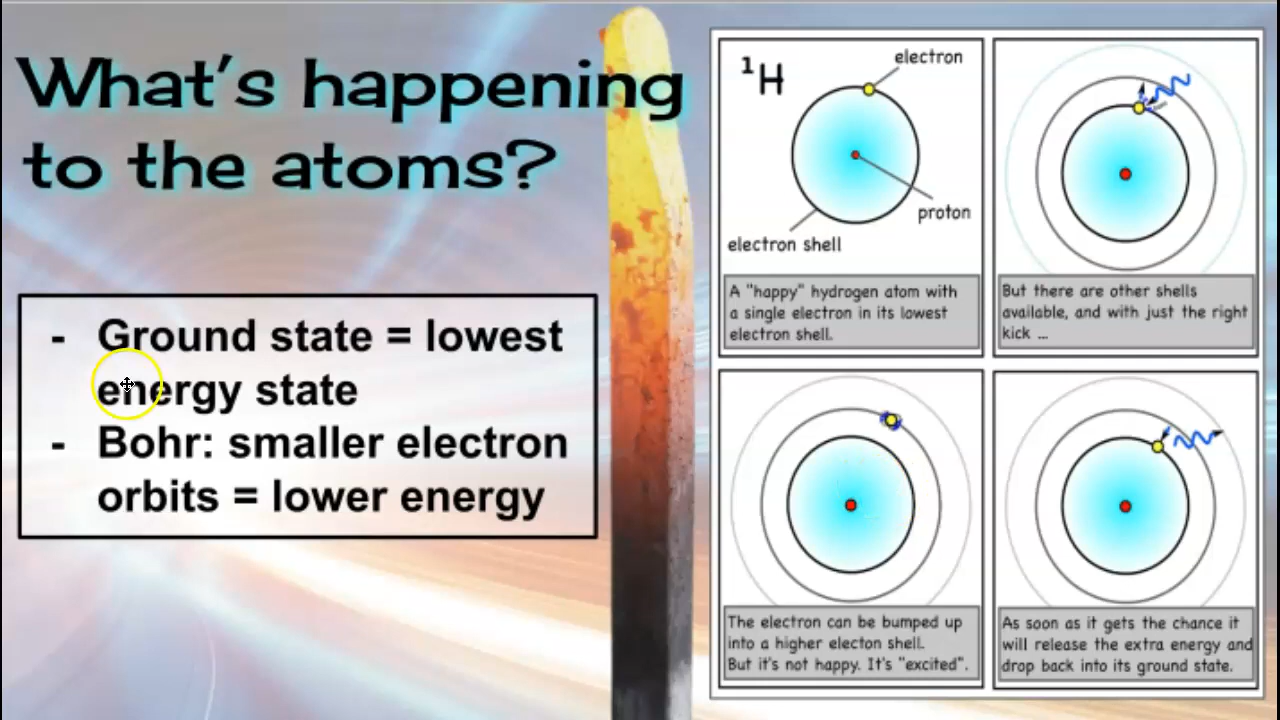 What's happening
to the atoms?
- Ground state = lowest
energy state
- Bohr: smaller electron
orbits = lower energy
¹H
electron
proton
electron shell
A "happy" hydrogen atom with
a single electron in its lowest
electron shell.
But there are other shells
available, and with just the right
kick ...
The electron can be bumped up
into a higher electon shell.
But it's not happy. It's "excited".
As soon as it gets the chance it
will release the extra energy and
drop back into its ground state.